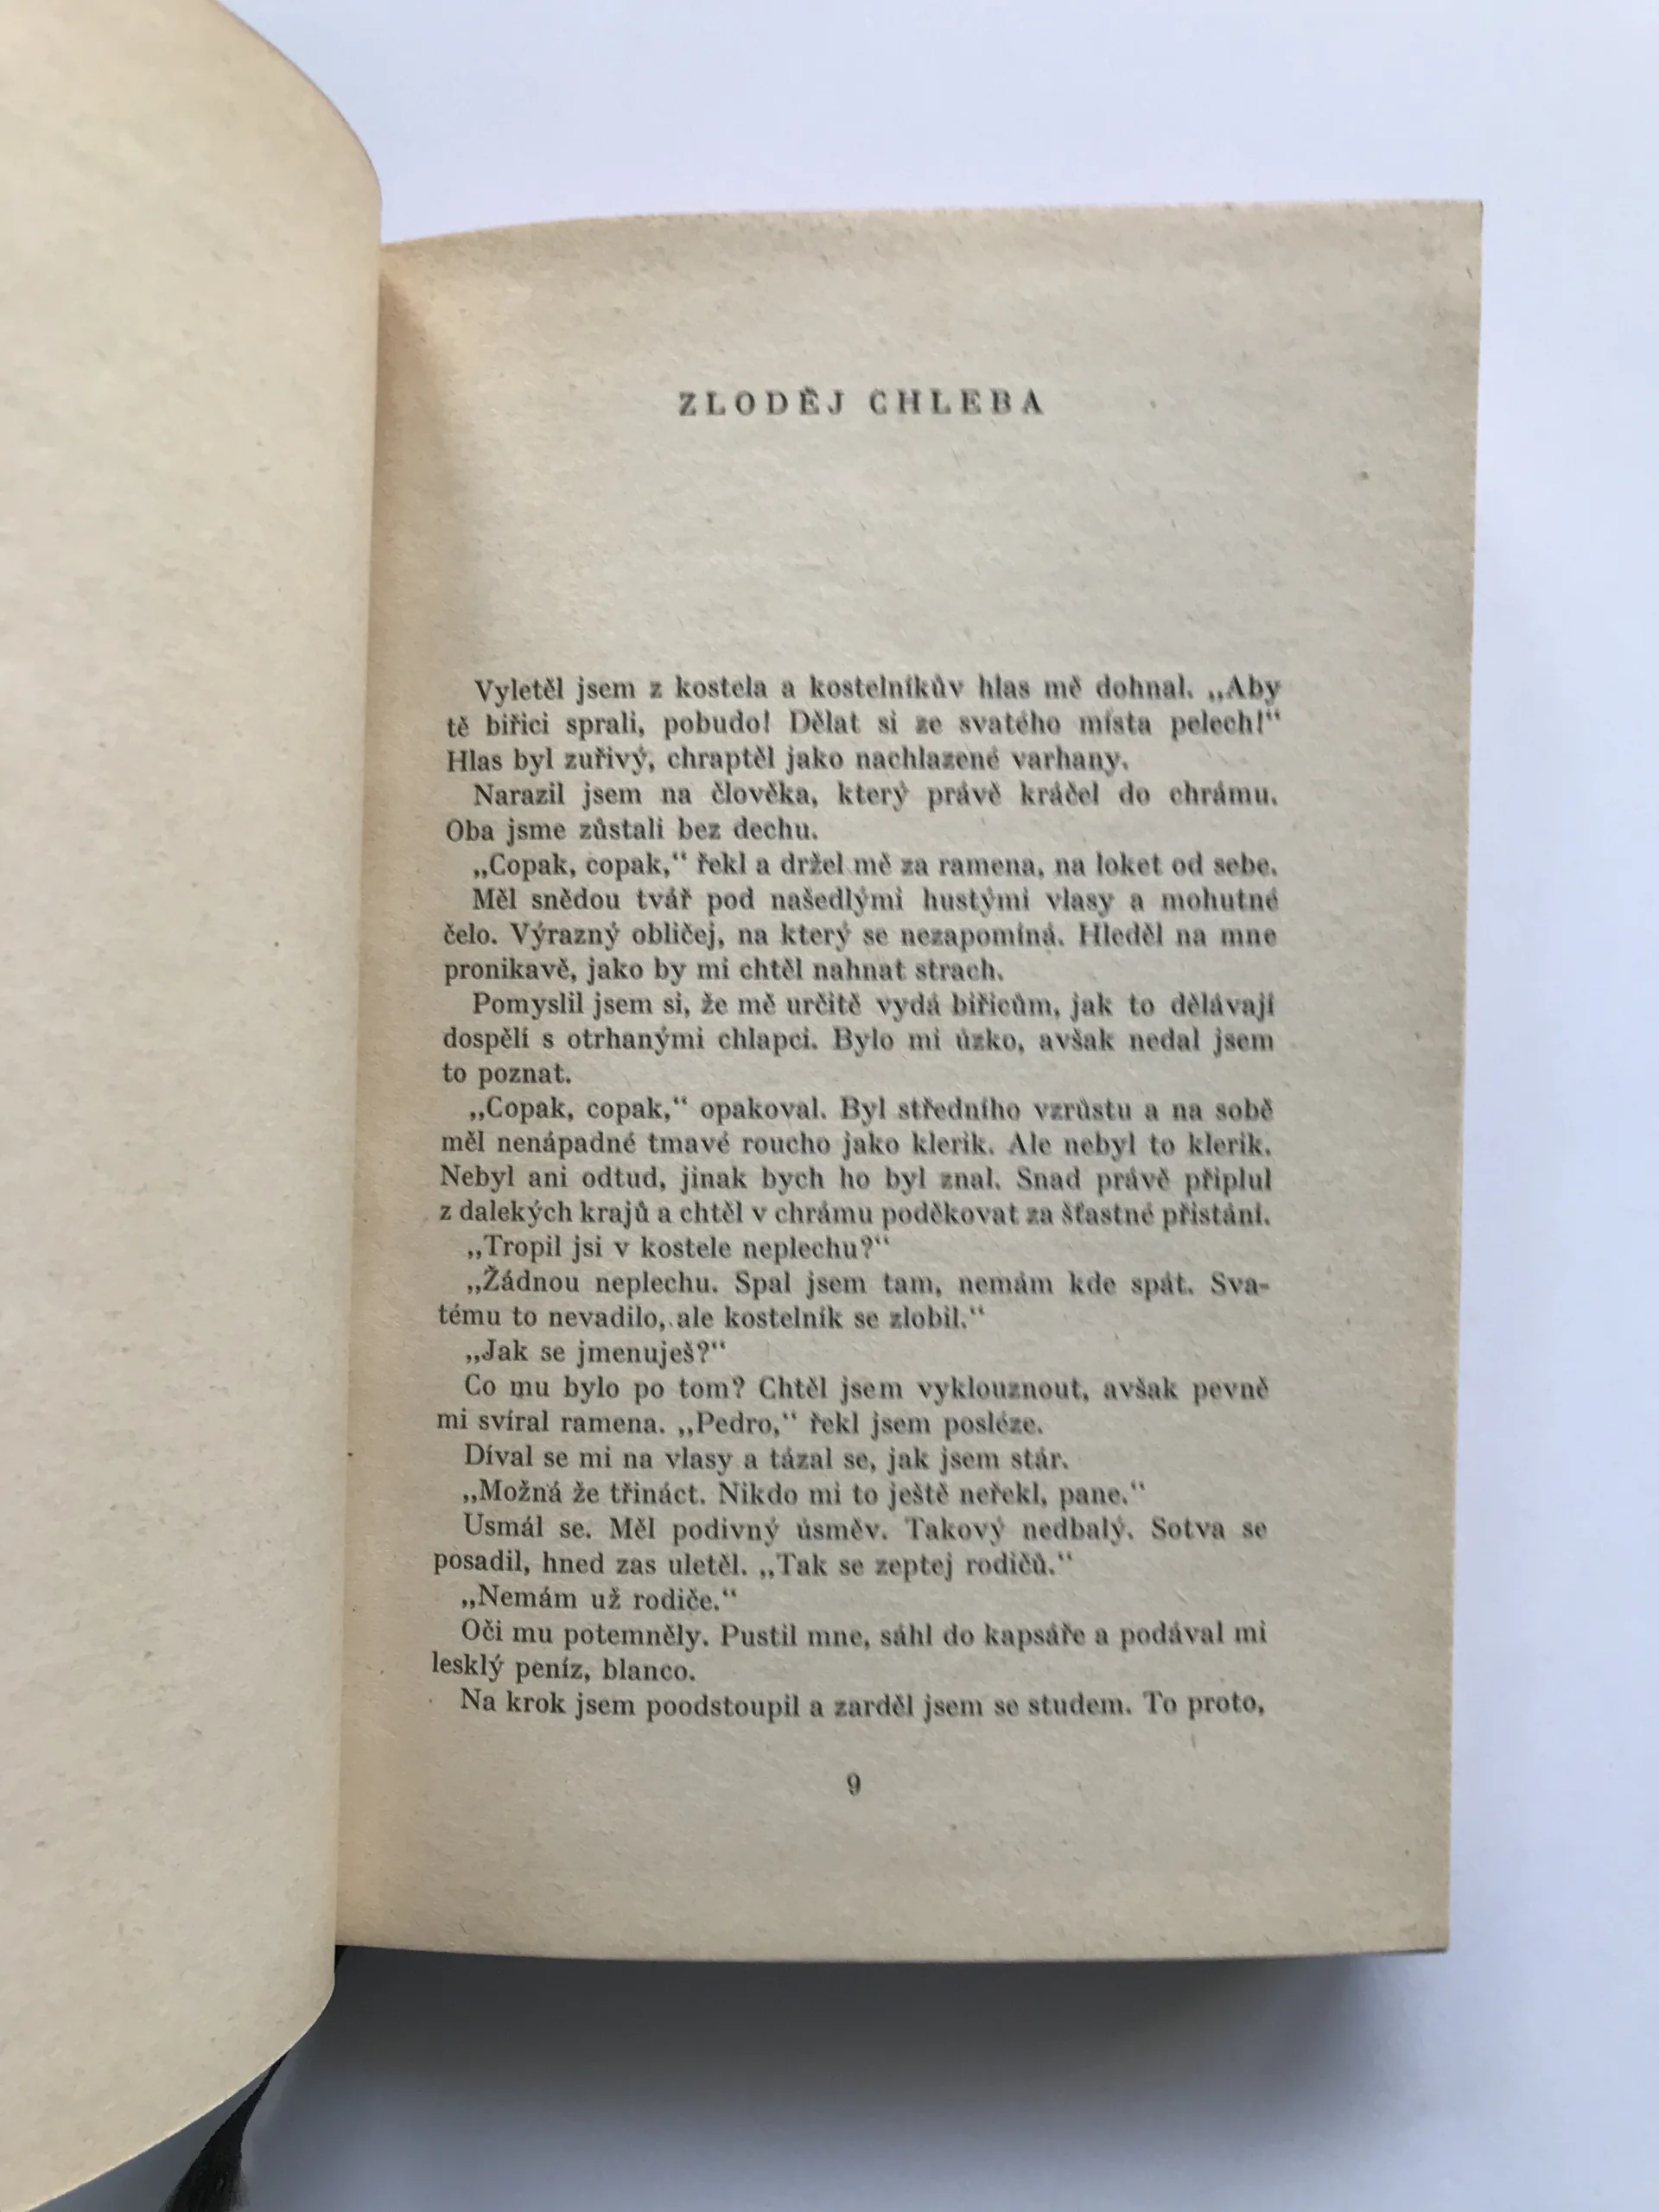 ZLODĚJ CHLEBA
Vyletěl jsem z kostela a kostelníkův hlas mě dohnal. „Aby
tě biřici sprali, pobudo! Dělat si ze svatého místa pelech!“
Hlas byl zuřivý, chraptěl jako nachlazené varhany.
Narazil jsem na člověka, který právě kráčel do chrámu.
Oba jsme zůstali bez dechu.
„Copak, copak,“ řekl a držel mě za ramena, na loket od sebe.
Měl snědou tvář pod našedlými hustými vlasy a mohutné
čelo. Výrazný obličej, na který se nezapomíná. Hleděl na mne
pronikavě, jako by mi chtěl nahnat strach.
Pomyslil jsem si, že mě určitě vydá biřicům, jak to dělávají
dospělí s otrhanými chlapci. Bylo mi úzko, avšak nedal jsem
to poznat.
„Copak, copak,“ opakoval. Byl středního vzrůstu a na sobě
měl nenápadné tmavé roucho jako klerik. Ale nebyl to klerik.
Nebyl ani odtud, jinak bych ho byl znal. Snad právě připlul
z dalekých krajů a chtěl v chrámu poděkovat za šťastné přistání.
„Tropil jsi v kostele neplechu?“
„Žádnou neplechu. Spal jsem tam, nemám kde spát. Sva-
tému to nevadilo, ale kostelník se zlobil.“
„Jak se jmenuješ?“
Co mu bylo po tom? Chtěl jsem vyklouznout, avšak pevně
mi svíral ramena. „Pedro,“ řekl jsem posléze.
Díval se mi na vlasy a tázal se, jak jsem stár.
„Možná že třináct. Nikdo mi to ještě neřekl, pane.“
Usmál se. Měl podivný úsměv. Takový nedbalý. Sotva se
posadil, hned zas uletěl. „Tak se zeptej rodičů.“
„Nemám už rodiče.“
Oči mu potemněly. Pustil mne, sáhl do kapsáře a podával mi
lesklý peníz, blanco.
Na krok jsem poodstoupil a zarděl jsem se studem. To proto,
9